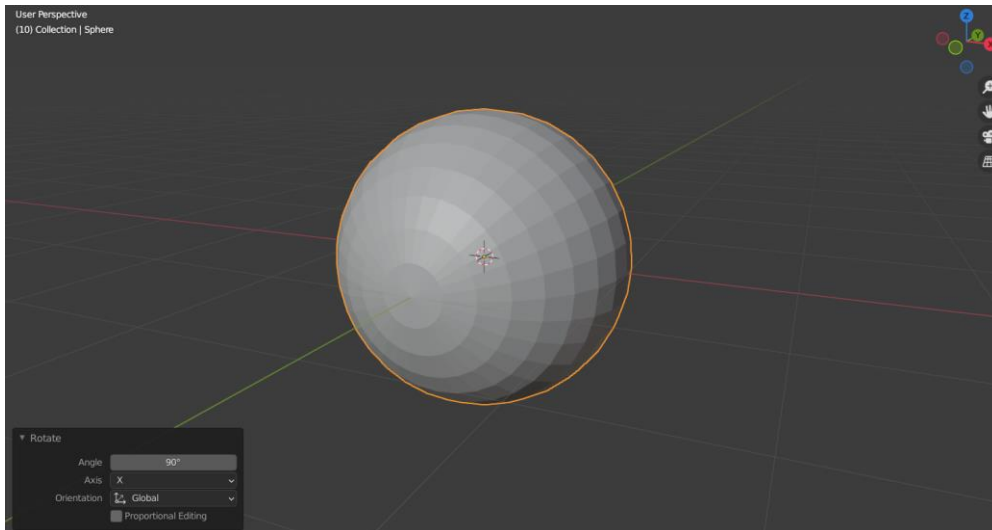 User Perspective
(10) Collection | Sphere
Z
Y
X
Rotate
Angle 90°
Axis X
Orientation Global
Proportional Editing